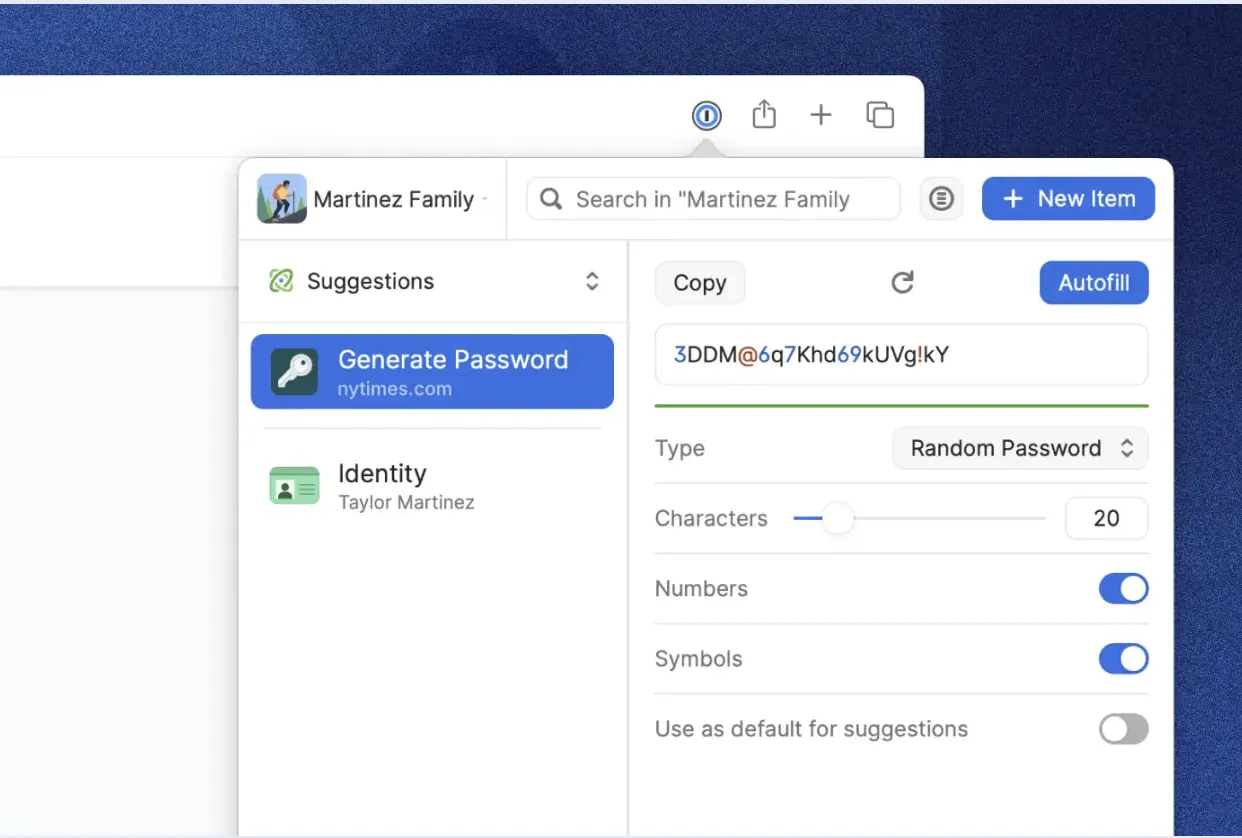 Martinez Family
Search in "Martinez Family
+ New Item
Suggestions
Generate Password
nytimes.com
Identity
Taylor Martinez
Copy
Autofill
3DDM@6q7Khd69kUVg!kY
Type
Random Password
Characters
20
Numbers
Symbols
Use as default for suggestions